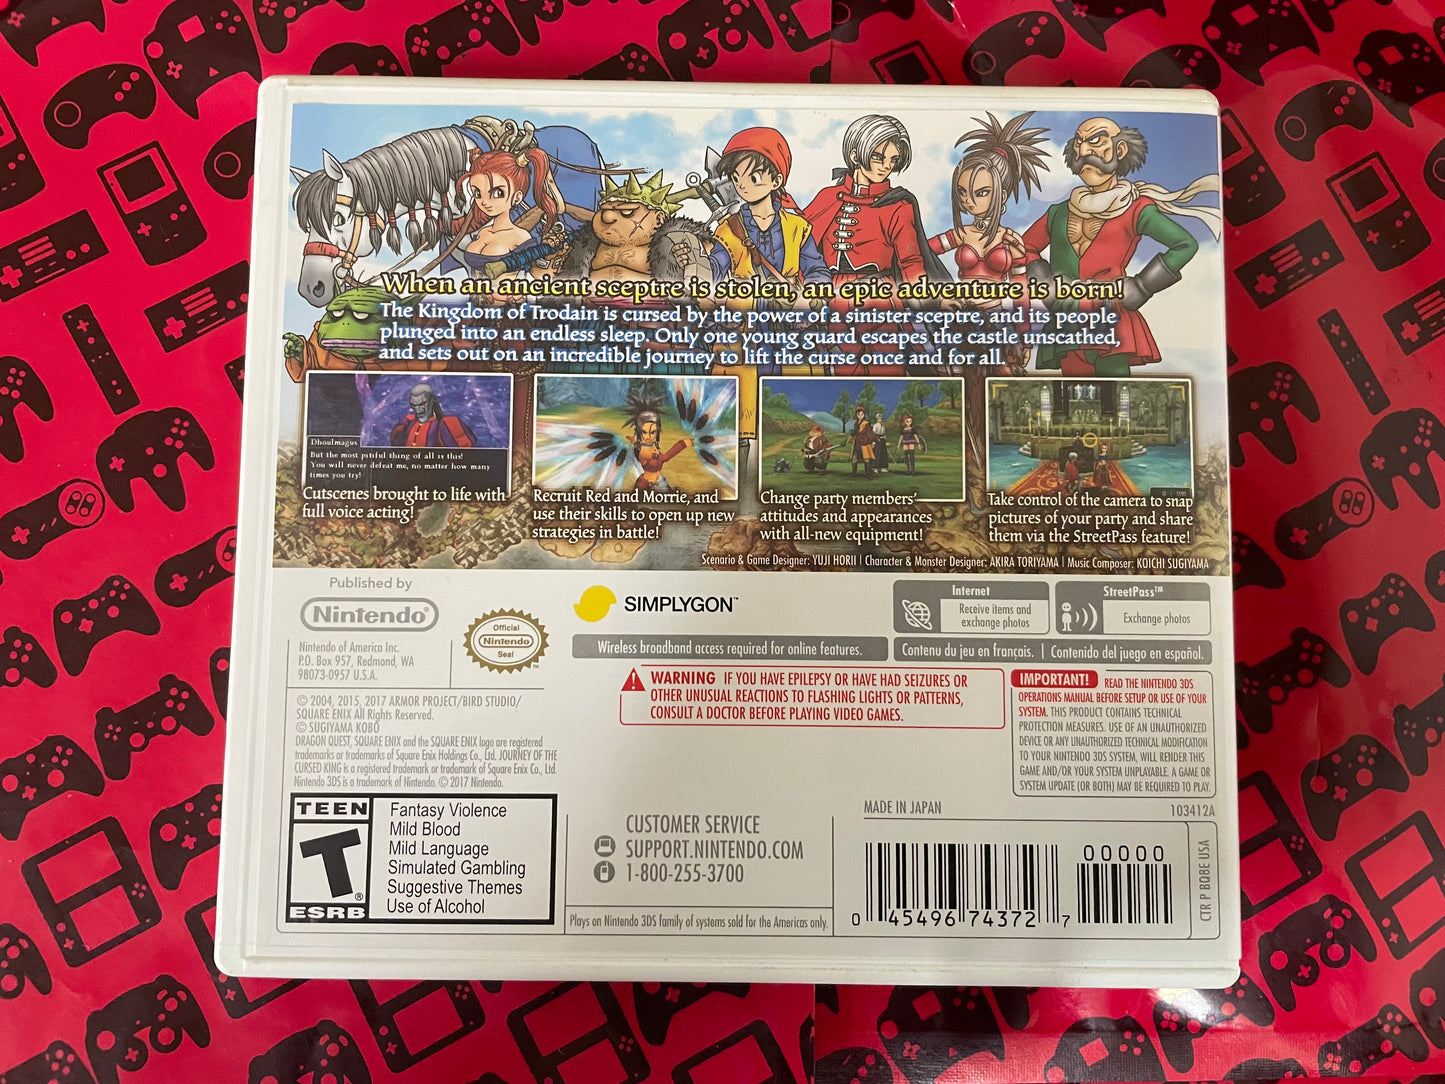 When an ancient sceptre is stolen, an epic adventure is born!
The Kingdom of Trodain is cursed by the power of a sinister sceptre, and its people
plunged into an endless sleep. Only one young guard escapes the castle unscathed,
and sets out on an incredible journey to lift the curse once and for all.
Dhoulmagus
But the most pitiful thing of all is this!
You will never defeat me, no matter how many
times you try!
Cutscenes brought to life with
full voice acting!
Recruit Red and Morrie, and
use their skills to open up new
strategies in battle!
Change party members'
attitudes and appearances
with all-new equipment!
0 / 100
Take control of the camera to snap
pictures of your party and share
them via the StreetPass feature!
Scenario & Game Designer: YUJI HORII | Character & Monster Designer: AKIRA TORIYAMA | Music Composer: KOICHI SUGIYAMA
Published by
Nintendo®
Nintendo of America Inc.
P.O. Box 957, Redmond, WA
98073-0957 U.S.A.
Official
Nintendo
Seal
™
SIMPLYGON™
Internet
Receive items and
exchange photos
StreetPass™
Exchange photos
Wireless broadband access required for online features.
Contenu du jeu en français. | Contenido del juego en español.
© 2004, 2015, 2017 ARMOR PROJECT/BIRD STUDIO/
SQUARE ENIX All Rights Reserved.
© SUGIYAMA KOBO
DRAGON QUEST, SQUARE ENIX and the SQUARE ENIX logo are registered
trademarks or trademarks of Square Enix Holdings Co., Ltd. JOURNEY OF THE
CURSED KING is a registered trademark or trademark of Square Enix Co., Ltd.
Nintendo 3DS is a trademark of Nintendo. © 2017 Nintendo.
WARNING IF YOU HAVE EPILEPSY OR HAVE HAD SEIZURES OR
OTHER UNUSUAL REACTIONS TO FLASHING LIGHTS OR PATTERNS,
CONSULT A DOCTOR BEFORE PLAYING VIDEO GAMES.
IMPORTANT! READ THE NINTENDO 3DS
OPERATIONS MANUAL BEFORE SETUP OR USE OF YOUR
SYSTEM. THIS PRODUCT CONTAINS TECHNICAL
PROTECTION MEASURES. USE OF AN UNAUTHORIZED
DEVICE OR ANY UNAUTHORIZED TECHNICAL MODIFICATION
TO YOUR NINTENDO 3DS SYSTEM, WILL RENDER THIS
GAME AND/OR YOUR SYSTEM UNPLAYABLE. A GAME OR
SYSTEM UPDATE (OR BOTH) MAY BE REQUIRED TO PLAY.
TEEN
T
®
ESRB
Fantasy Violence
Mild Blood
Mild Language
Simulated Gambling
Suggestive Themes
Use of Alcohol
CUSTOMER SERVICE
SUPPORT.NINTENDO.COM
1-800-255-3700
Plays on Nintendo 3DS family of systems sold for the Americas only.
MADE IN JAPAN
103412A
00000
0 45496 74372 7
CTR P BQ8E USA